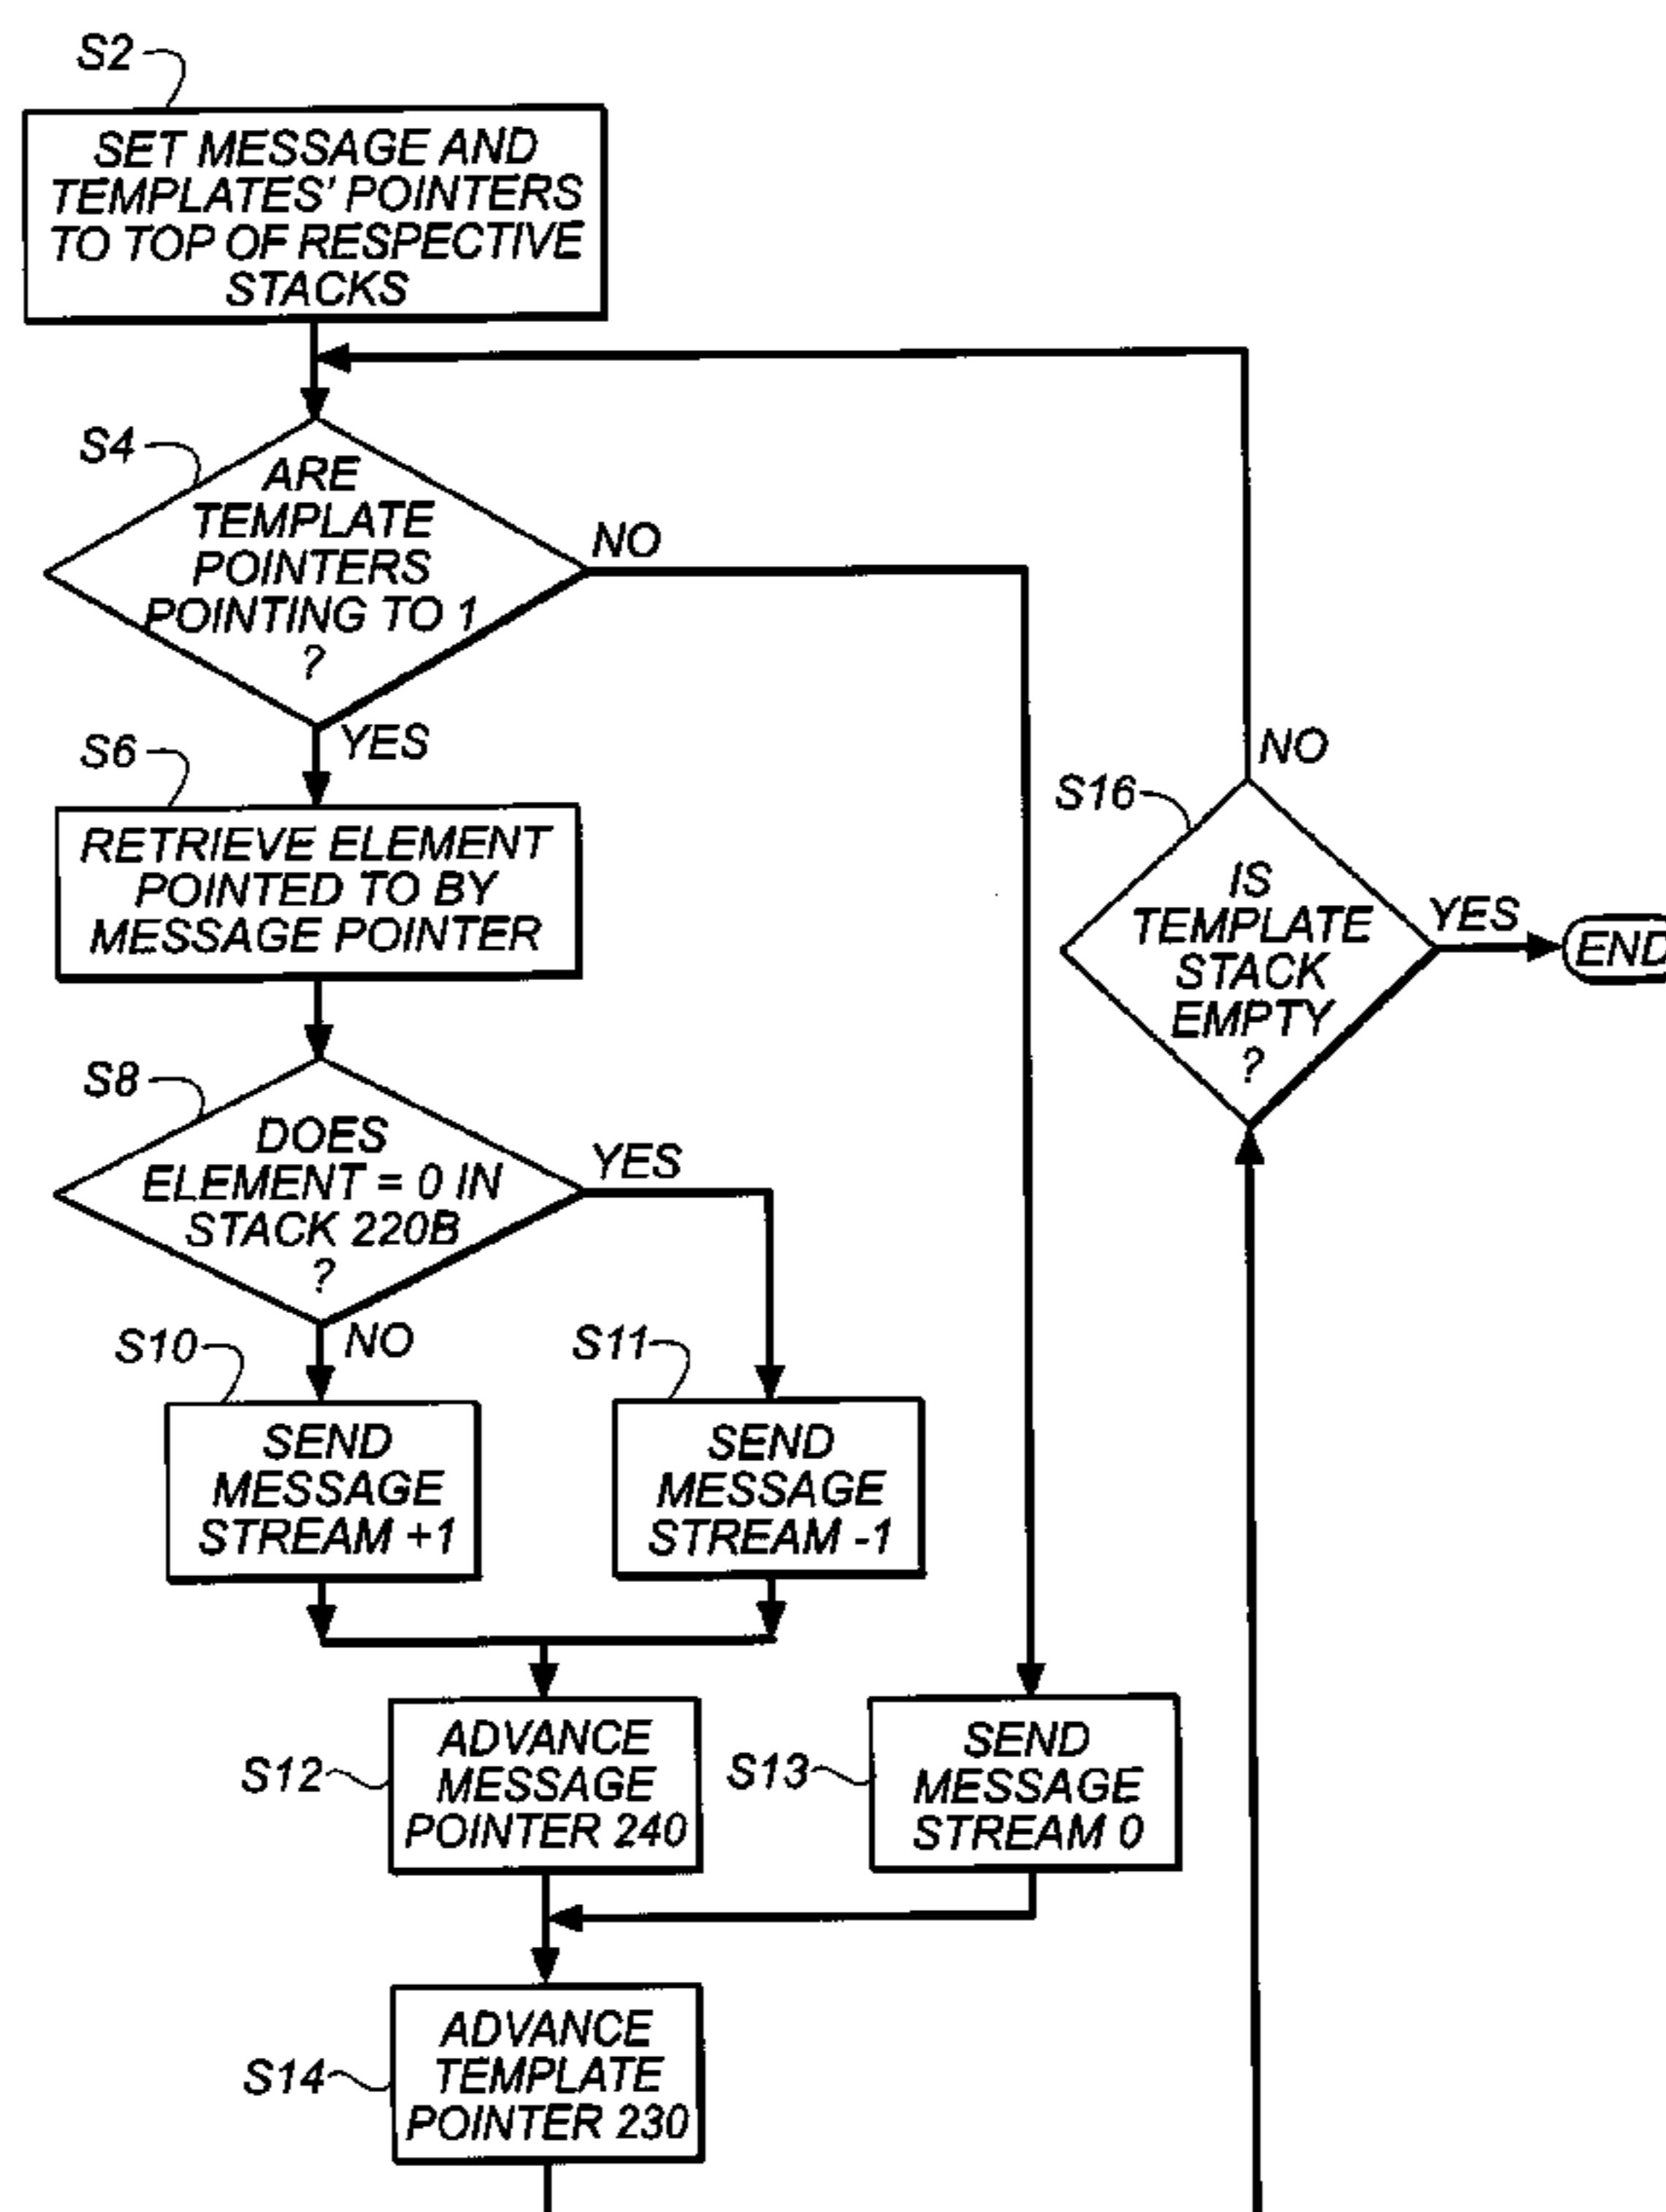 S2
SET MESSAGE AND
TEMPLATES' POINTERS
TO TOP OF RESPECTIVE
STACKS
S4
ARE
TEMPLATE
POINTERS
POINTING TO 1
?
NO
YES
S6
RETRIEVE ELEMENT
POINTED TO BY
MESSAGE POINTER
S16
NO
IS
TEMPLATE
STACK
EMPTY
?
YES
END
S8
DOES
ELEMENT = 0 IN
STACK 220B
?
YES
NO
S10
SEND
MESSAGE
STREAM +1
S11
SEND
MESSAGE
STREAM -1
S12
ADVANCE
MESSAGE
POINTER 240
S13
SEND
MESSAGE
STREAM 0
S14
ADVANCE
TEMPLATE
POINTER 230